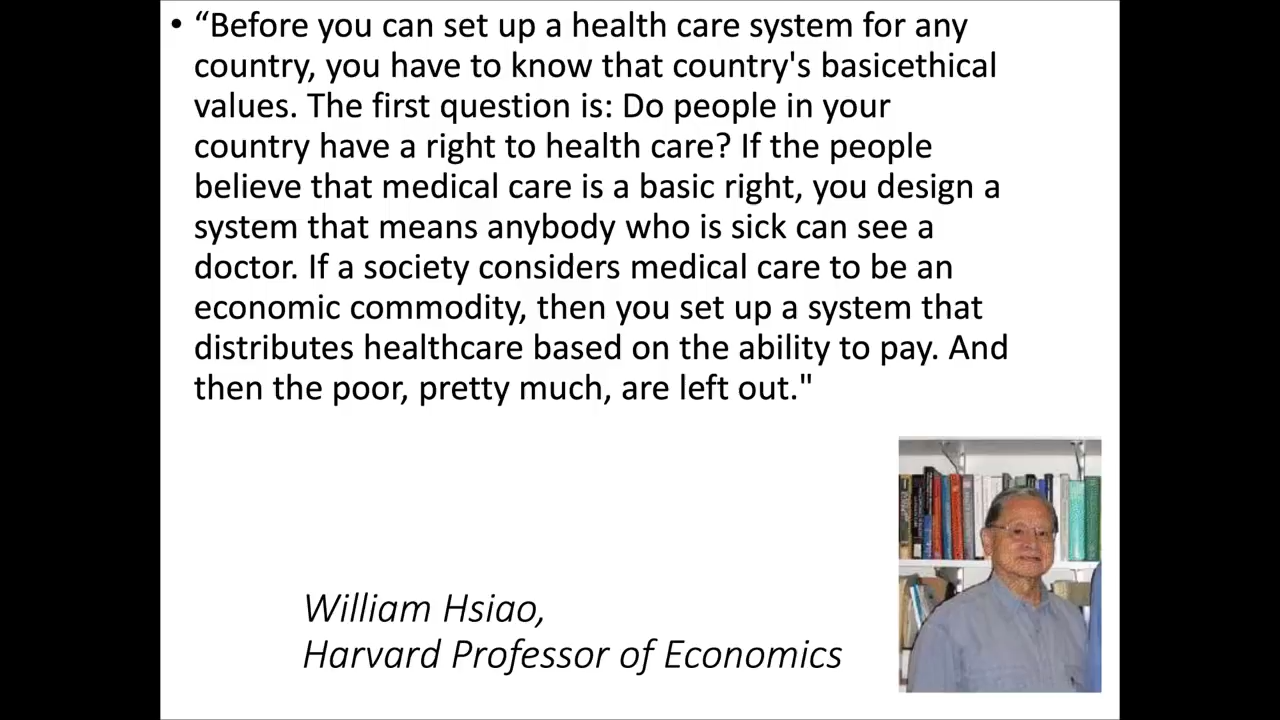 • “Before you can set up a health care system for any
country, you have to know that country's basicethical
values. The first question is: Do people in your
country have a right to health care? If the people
believe that medical care is a basic right, you design a
system that means anybody who is sick can see a
doctor. If a society considers medical care to be an
economic commodity, then you set up a system that
distributes healthcare based on the ability to pay. And
then the poor, pretty much, are left out."
William Hsiao,
Harvard Professor of Economics